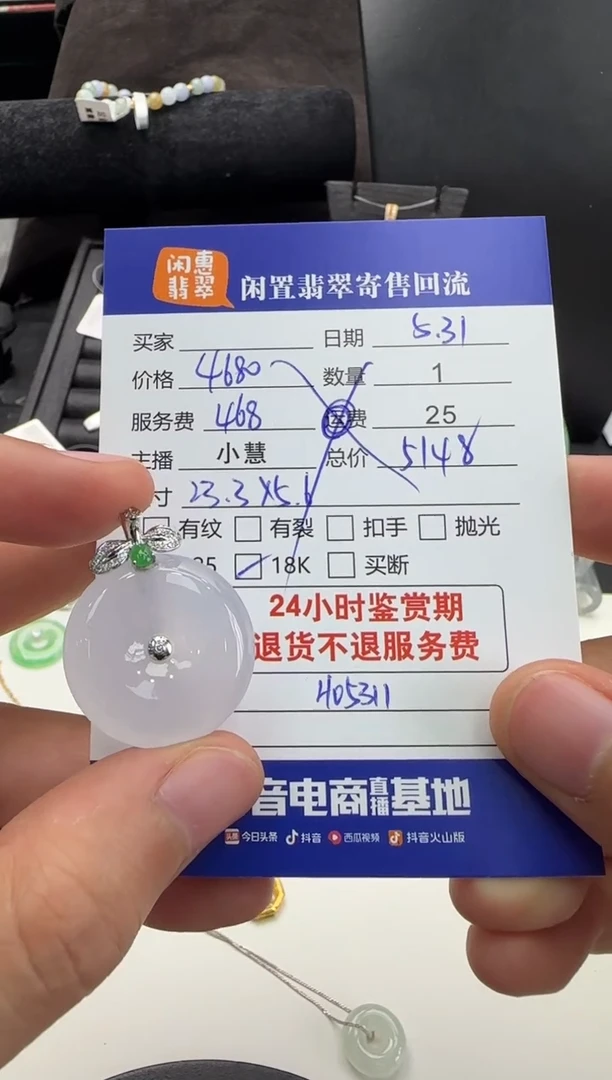 闲惠
翡翠
闲置翡翠寄售回流
买家 日期 5.31
价格 4680 数量 1
服务费 468 运费 25
主播 小慧 总价 5148
寸 23.3X5.6
有纹 有裂 扣手 抛光
18K 买断
24小时鉴赏期
退货不退服务费
405311
音电商直播基地
头条 今日头条 抖音 西瓜视频 抖音火山版